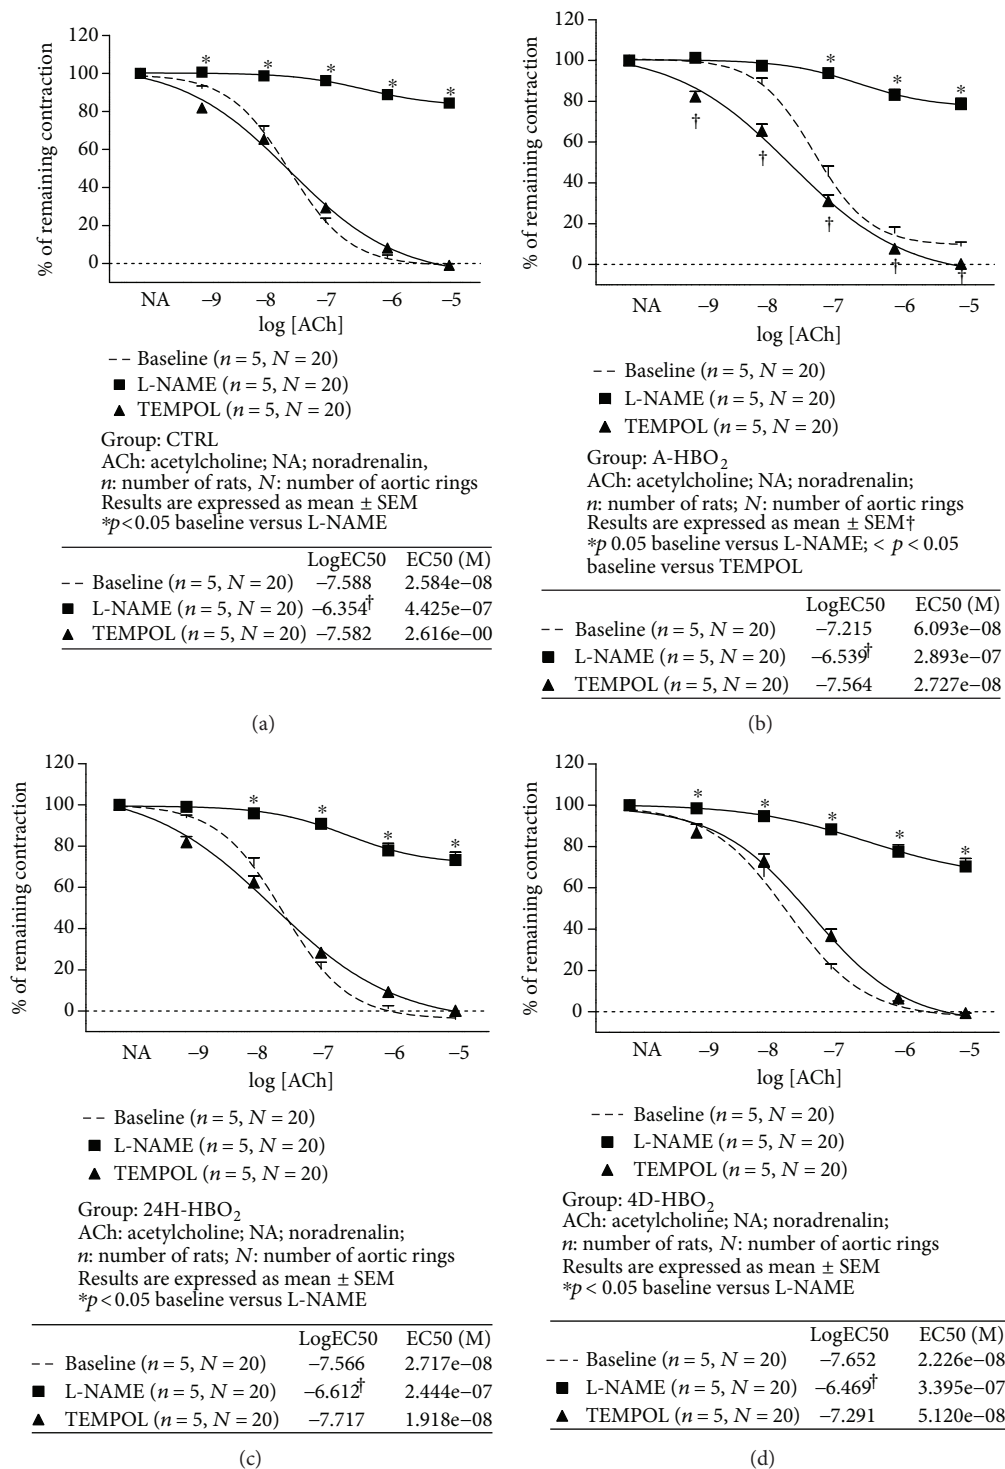 120
100
80
60
40
20
0
% of remaining contraction
* * * * *
NA −9 −8 −7 −6 −5
log [ACh]
-- Baseline (n = 5, N = 20)
■ L-NAME (n = 5, N = 20)
▲ TEMPOL (n = 5, N = 20)
Group: CTRL
ACh: acetylcholine; NA; noradrenalin,
n: number of rats, N: number of aortic rings
Results are expressed as mean ± SEM
*p < 0.05 baseline versus L-NAME
LogEC50 EC50 (M)
-- Baseline (n = 5, N = 20) −7.588 2.584e−08
■ L-NAME (n = 5, N = 20) −6.354† 4.425e−07
▲ TEMPOL (n = 5, N = 20) −7.582 2.616e−00
(a)
120
100
80
60
40
20
0
% of remaining contraction
* * *
† † † † †
NA −9 −8 −7 −6 −5
log [ACh]
-- Baseline (n = 5, N = 20)
■ L-NAME (n = 5, N = 20)
▲ TEMPOL (n = 5, N = 20)
Group: A-HBO₂
ACh: acetylcholine; NA; noradrenalin;
n: number of rats; N: number of aortic rings
Results are expressed as mean ± SEM†
*p 0.05 baseline versus L-NAME; < p < 0.05
baseline versus TEMPOL
LogEC50 EC50 (M)
-- Baseline (n = 5, N = 20) −7.215 6.093e−08
■ L-NAME (n = 5, N = 20) −6.539† 2.893e−07
▲ TEMPOL (n = 5, N = 20) −7.564 2.727e−08
(b)
120
100
80
60
40
20
0
% of remaining contraction
* * * *
NA −9 −8 −7 −6 −5
log [ACh]
-- Baseline (n = 5, N = 20)
■ L-NAME (n = 5, N = 20)
▲ TEMPOL (n = 5, N = 20)
Group: 24H-HBO₂
ACh: acetylcholine; NA; noradrenalin;
n: number of rats; N: number of aortic rings
Results are expressed as mean ± SEM
*p < 0.05 baseline versus L-NAME
LogEC50 EC50 (M)
-- Baseline (n = 5, N = 20) −7.566 2.717e−08
■ L-NAME (n = 5, N = 20) −6.612† 2.444e−07
▲ TEMPOL (n = 5, N = 20) −7.717 1.918e−08
(c)
120
100
80
60
40
20
0
% of remaining contraction
* * * * *
NA −9 −8 −7 −6 −5
log [ACh]
--- Baseline (n = 5, N = 20)
■ L-NAME (n = 5, N = 20)
▲ TEMPOL (n = 5, N = 20)
Group: 4D-HBO₂
ACh: acetylcholine; NA; noradrenalin;
n: number of rats, N: number of aortic rings
Results are expressed as mean ± SEM
*p < 0.05 baseline versus L-NAME
LogEC50 EC50 (M)
--- Baseline (n = 5, N = 20) −7.652 2.226e−08
■ L-NAME (n = 5, N = 20) −6.469† 3.395e−07
▲ TEMPOL (n = 5, N = 20) −7.291 5.120e−08
(d)